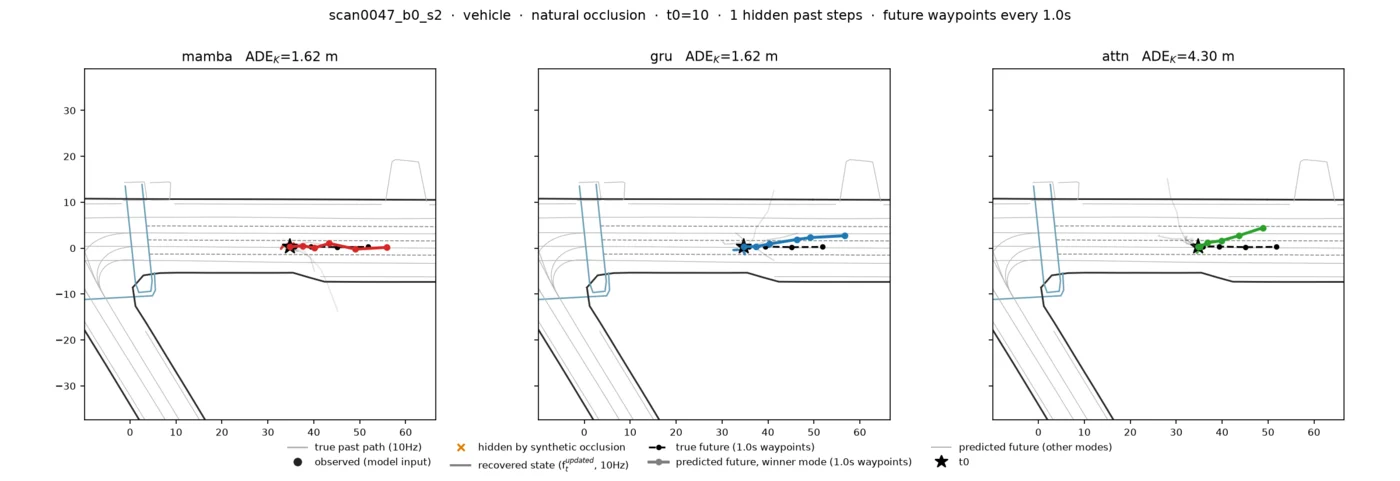 scan0047_b0_s2 · vehicle · natural occlusion · t0=10 · 1 hidden past steps · future waypoints every 1.0s
mamba ADE_K=1.62 m
gru ADE_K=1.62 m
attn ADE_K=4.30 m
30
20
10
0
−10
−20
−30
0 10 20 30 40 50 60
0 10 20 30 40 50 60
0 10 20 30 40 50 60
true past path (10Hz)
observed (model input)
hidden by synthetic occlusion
recovered state (f_t^updated, 10Hz)
true future (1.0s waypoints)
predicted future, winner mode (1.0s waypoints)
predicted future (other modes)
t0